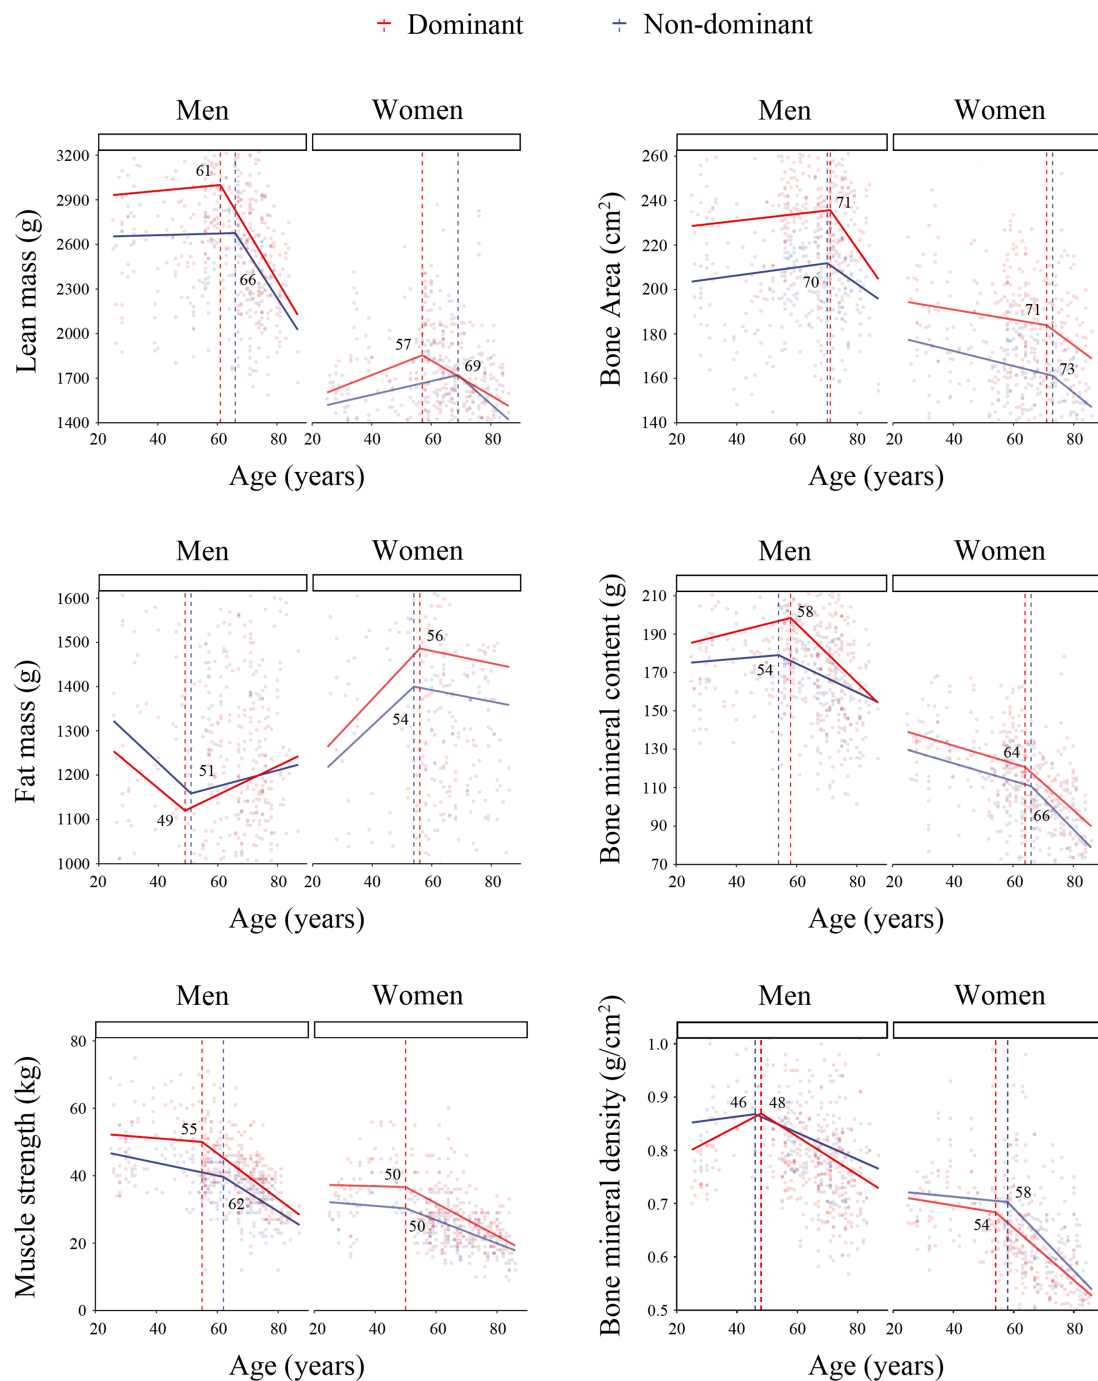 Dominant Non-dominant
Men Women
Lean mass (g)
3200
2900
2600
2300
2000
1700
1400
61
66
57
69
20 40 60 80 20 40 60 80
Age (years)
Men Women
Bone Area (cm²)
260
240
220
200
180
160
140
71
70
71
73
20 40 60 80 20 40 60 80
Age (years)
Men Women
Fat mass (g)
1600
1500
1400
1300
1200
1100
1000
51
49
56
54
20 40 60 80 20 40 60 80
Age (years)
Men Women
Bone mineral content (g)
210
190
170
150
130
110
90
70
58
54
64
66
20 40 60 80 20 40 60 80
Age (years)
Men Women
Muscle strength (kg)
80
60
40
20
0
55
62
50
50
20 40 60 80 20 40 60 80
Age (years)
Men Women
Bone mineral density (g/cm²)
1.0
0.9
0.8
0.7
0.6
0.5
46 48
58
54
20 40 60 80 20 40 60 80
Age (years)